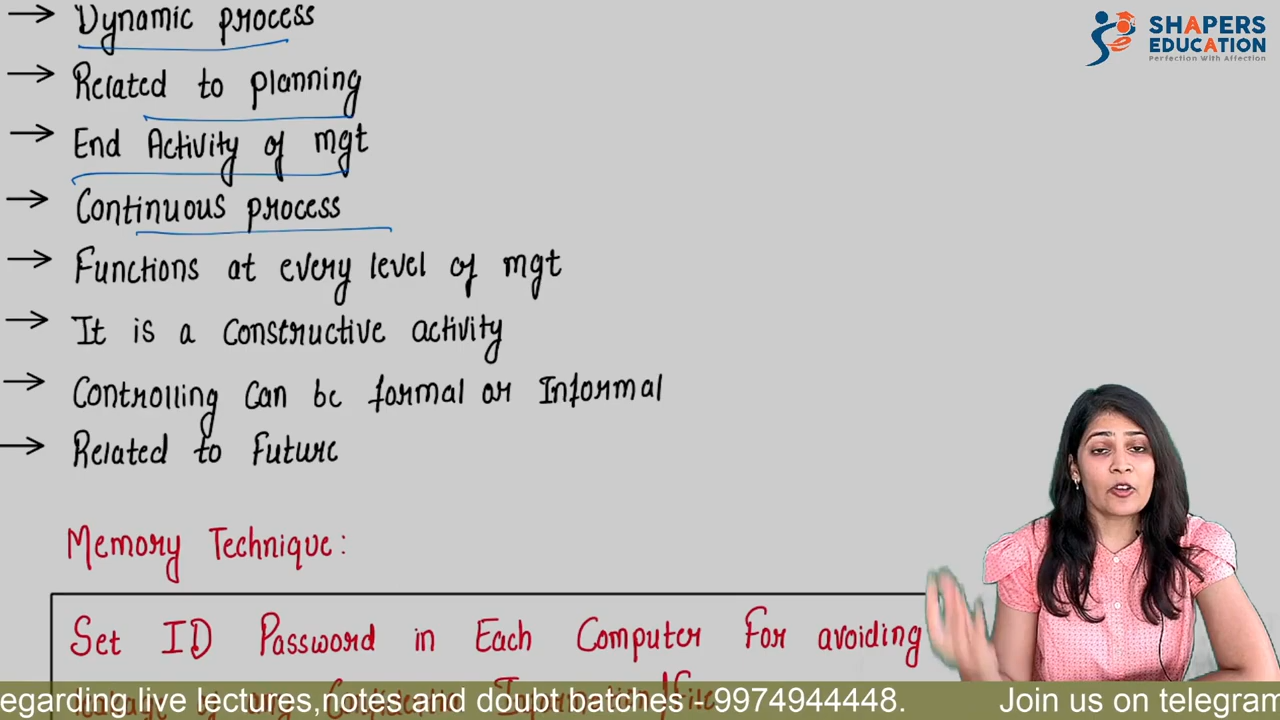 → Dynamic process
→ Related to planning
→ End Activity of mgt
→ Continuous process
→ Functions at every level of mgt
→ It is a constructive activity
→ Controlling can be formal or Informal
→ Related to Future
Memory Technique:
Set ID Password in Each Computer For avoiding
SHAPERS
EDUCATION
Perfection With Affection
egarding live lectures,notes and doubt batches - 9974944448. Join us on telegram